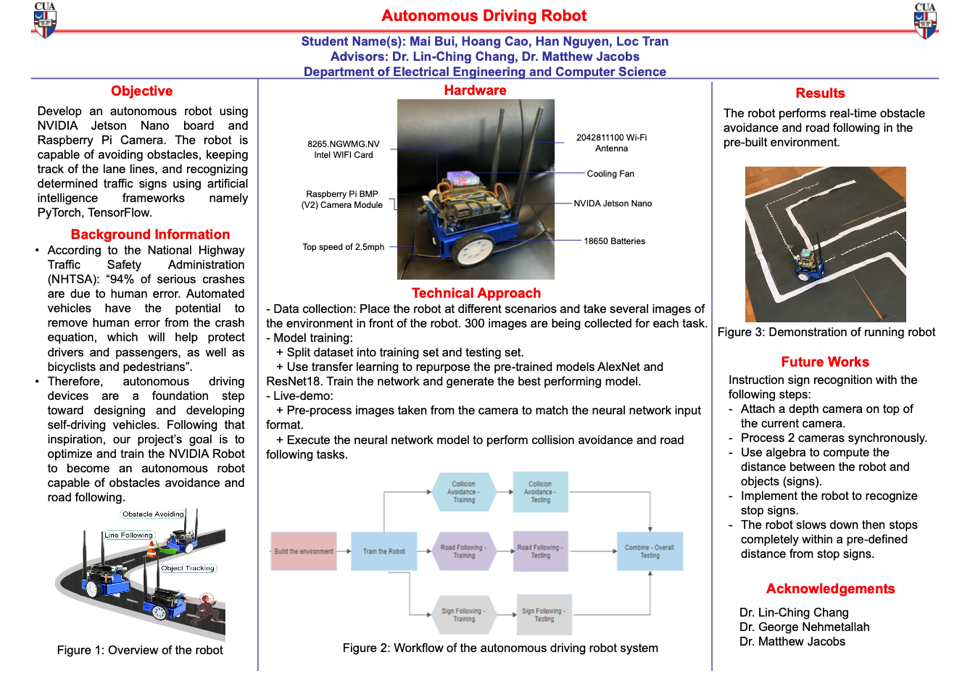 CUA
CUA
Autonomous Driving Robot
Student Name(s): Mai Bui, Hoang Cao, Han Nguyen, Loc Tran
Advisors: Dr. Lin-Ching Chang, Dr. Matthew Jacobs
Department of Electrical Engineering and Computer Science
Objective
Develop an autonomous robot using
NVIDIA Jetson Nano board and
Raspberry Pi Camera. The robot is
capable of avoiding obstacles, keeping
track of the lane lines, and recognizing
determined traffic signs using artificial
intelligence frameworks namely
PyTorch, TensorFlow.
Background Information
• According to the National Highway
Traffic Safety Administration
(NHTSA): “94% of serious crashes
are due to human error. Automated
vehicles have the potential to
remove human error from the crash
equation, which will help protect
drivers and passengers, as well as
bicyclists and pedestrians”.
• Therefore, autonomous driving
devices are a foundation step
toward designing and developing
self-driving vehicles. Following that
inspiration, our project’s goal is to
optimize and train the NVIDIA Robot
to become an autonomous robot
capable of obstacles avoidance and
road following.
Obstacle Avoiding
Line Following
Object Tracking
Figure 1: Overview of the robot
Hardware
8265.NGWMG.NV
Intel WIFI Card
Raspberry Pi BMP
(V2) Camera Module
Top speed of 2.5mph
2042811100 Wi-Fi
Antenna
Cooling Fan
NVIDA Jetson Nano
18650 Batteries
Technical Approach
- Data collection: Place the robot at different scenarios and take several images of
the environment in front of the robot. 300 images are being collected for each task.
- Model training:
+ Split dataset into training set and testing set.
+ Use transfer learning to repurpose the pre-trained models AlexNet and
ResNet18. Train the network and generate the best performing model.
- Live-demo:
+ Pre-process images taken from the camera to match the neural network input
format.
+ Execute the neural network model to perform collision avoidance and road
following tasks.
Build the environment
Train the Robot
Collision
Avoidance -
Training
Collision
Avoidance -
Testing
Road Following -
Training
Road Following -
Testing
Sign Following -
Training
Sign Following -
Testing
Combine - Overall
Testing
Figure 2: Workflow of the autonomous driving robot system
Results
The robot performs real-time obstacle
avoidance and road following in the
pre-built environment.
Figure 3: Demonstration of running robot
Future Works
Instruction sign recognition with the
following steps:
- Attach a depth camera on top of
the current camera.
- Process 2 cameras synchronously.
- Use algebra to compute the
distance between the robot and
objects (signs).
- Implement the robot to recognize
stop signs.
- The robot slows down then stops
completely within a pre-defined
distance from stop signs.
Acknowledgements
Dr. Lin-Ching Chang
Dr. George Nehmetallah
Dr. Matthew Jacobs